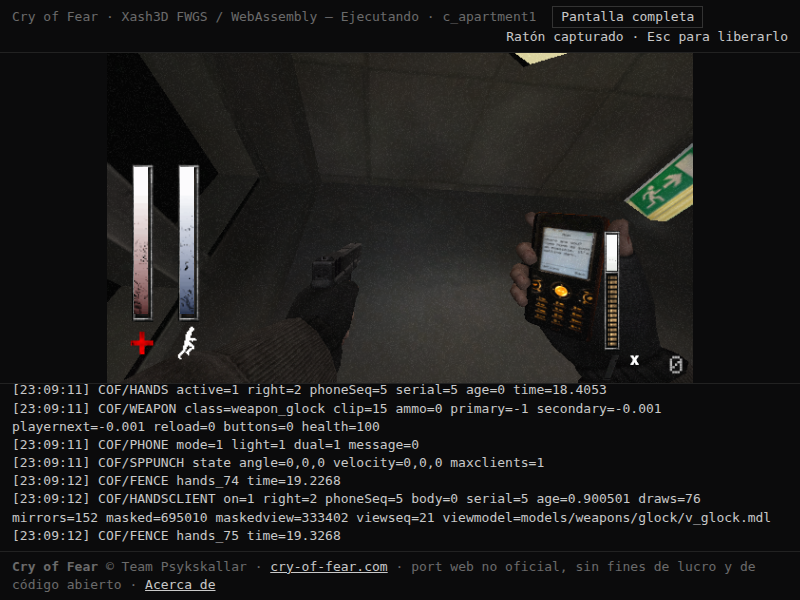 Cry of Fear · Xash3D FWGS / WebAssembly — Ejecutando · c_apartment1
Pantalla completa
Ratón capturado · Esc para liberarlo
x
0
[23:09:11] COF/HANDS active=1 right=2 phoneSeq=5 serial=5 age=0 time=18.4053
[23:09:11] COF/WEAPON class=weapon_glock clip=15 ammo=0 primary=-1 secondary=-0.001
playernext=-0.001 reload=0 buttons=0 health=100
[23:09:11] COF/PHONE mode=1 light=1 dual=1 message=0
[23:09:11] COF/SPPUNCH state angle=0,0,0 velocity=0,0,0 maxclients=1
[23:09:12] COF/FENCE hands_74 time=19.2268
[23:09:12] COF/HANDSCLIENT on=1 right=2 phoneSeq=5 body=0 serial=5 age=0.900501 draws=76
mirrors=152 masked=695010 maskedview=333402 viewseq=21 viewmodel=models/weapons/glock/v_glock.mdl
[23:09:12] COF/FENCE hands_75 time=19.3268
Cry of Fear © Team Psykskallar · cry-of-fear.com · port web no oficial, sin fines de lucro y de
código abierto · Acerca de